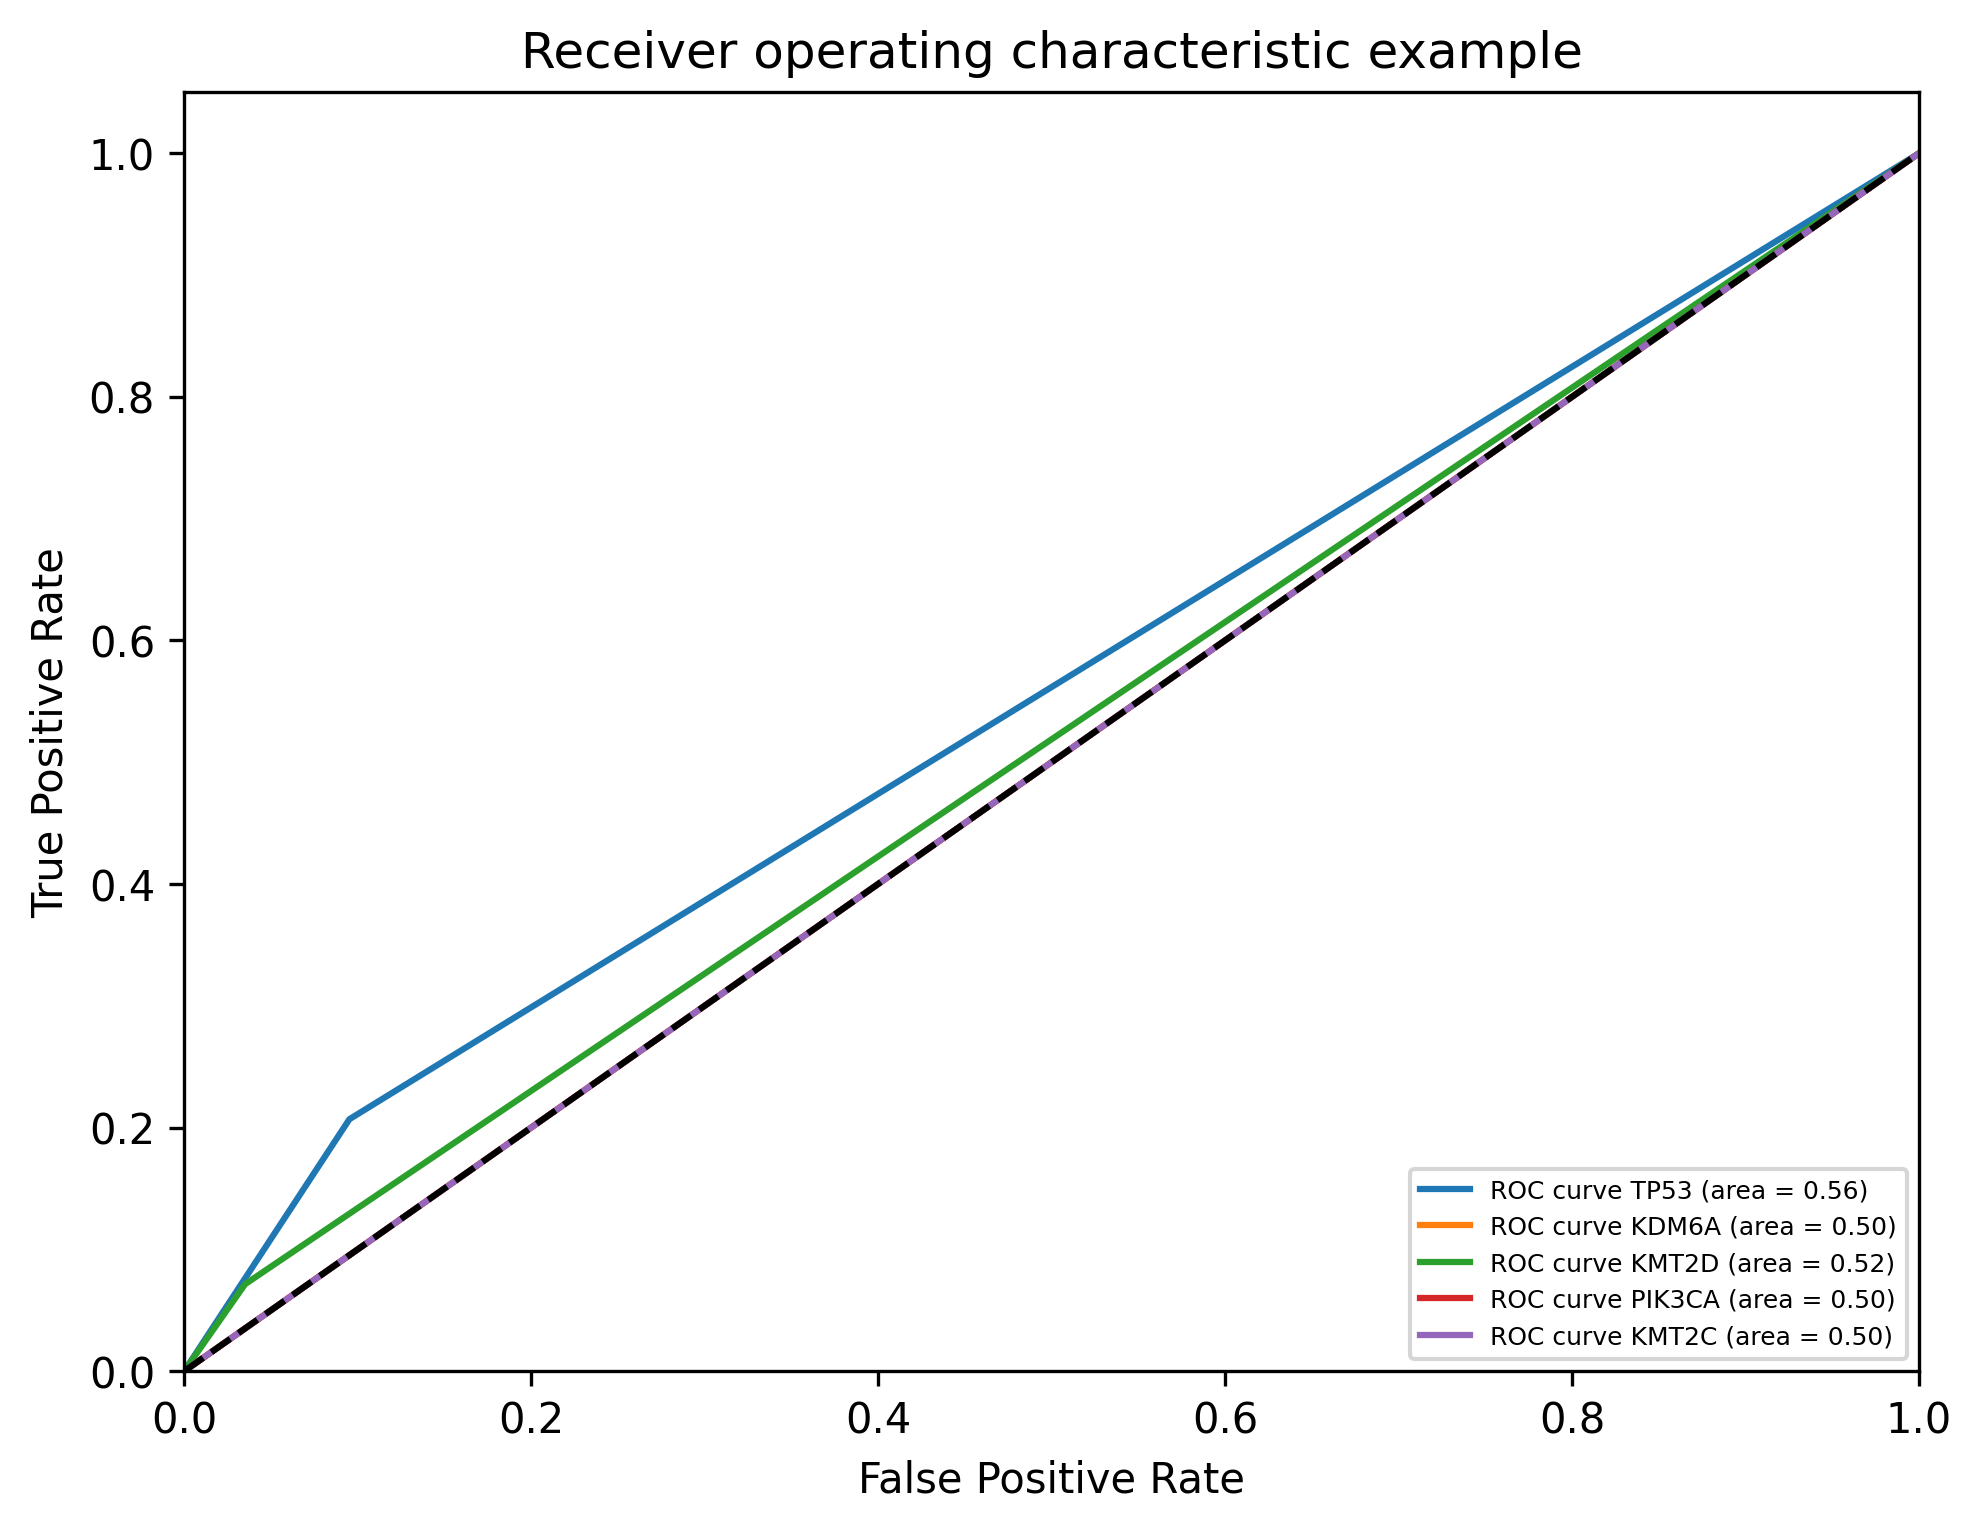 Receiver operating characteristic example
True Positive Rate
1.0
0.8
0.6
0.4
0.2
0.0
ROC curve TP53 (area = 0.56)
ROC curve KDM6A (area = 0.50)
ROC curve KMT2D (area = 0.52)
ROC curve PIK3CA (area = 0.50)
ROC curve KMT2C (area = 0.50)
0.0 0.2 0.4 0.6 0.8 1.0
False Positive Rate